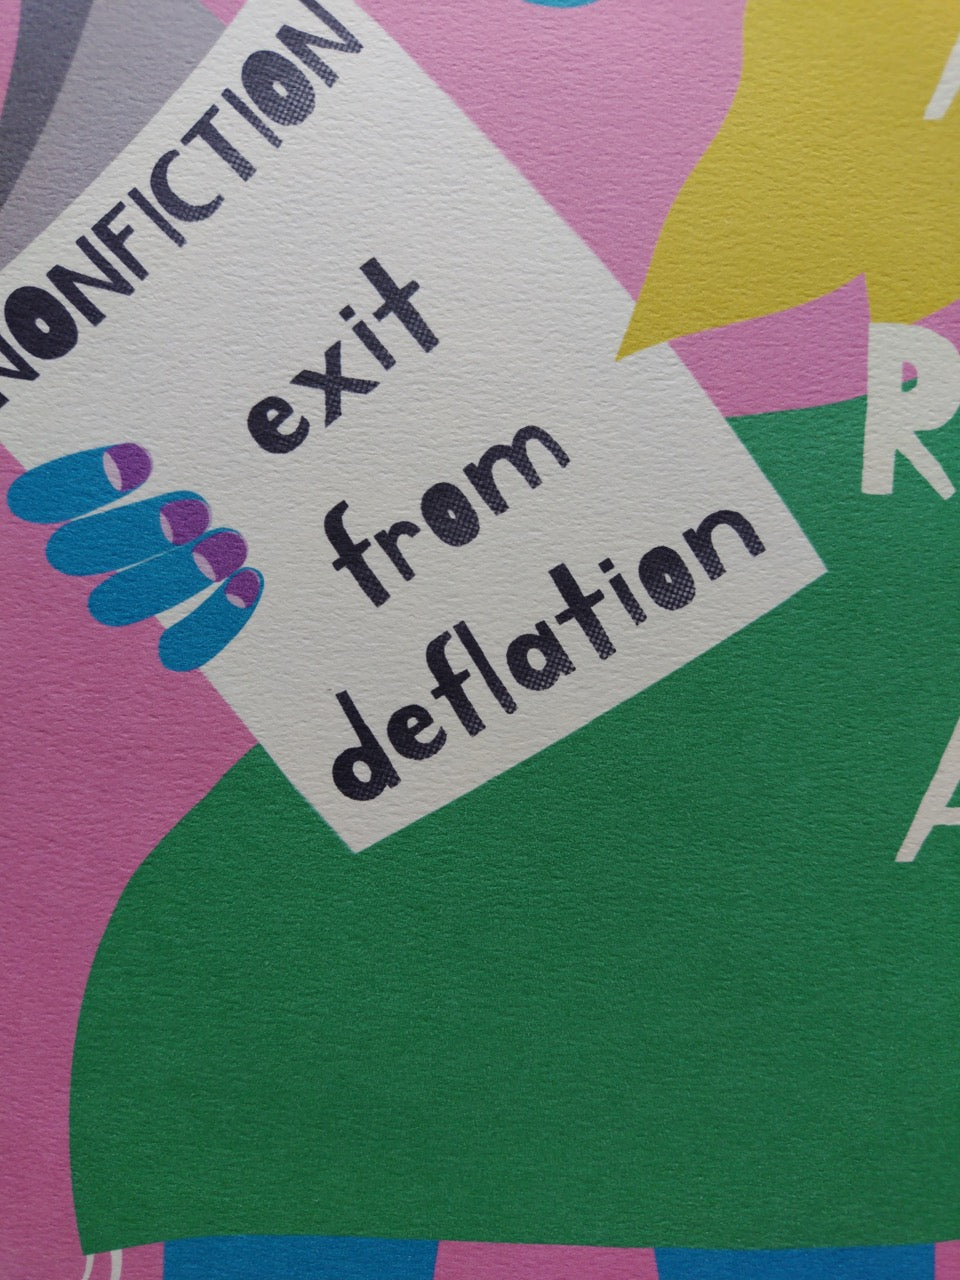 NONFICTION
exit
from
deflation
R
A